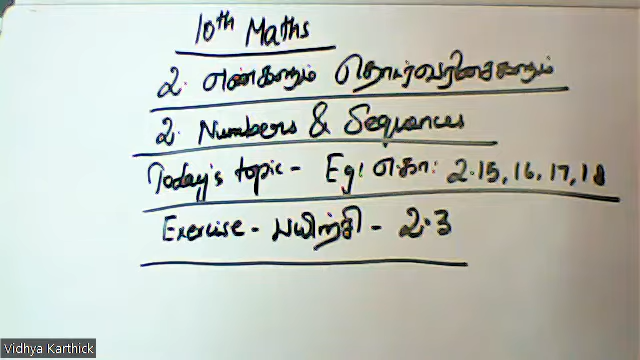 10th Maths
2. எண்களும் தொடர்வரிசைகளும்
2. Numbers & Sequences
Today's topic - Eg: எ.கா: 2.15, 16, 17, 18
Exercise - பயிற்சி - 2.3
Vidhya Karthick